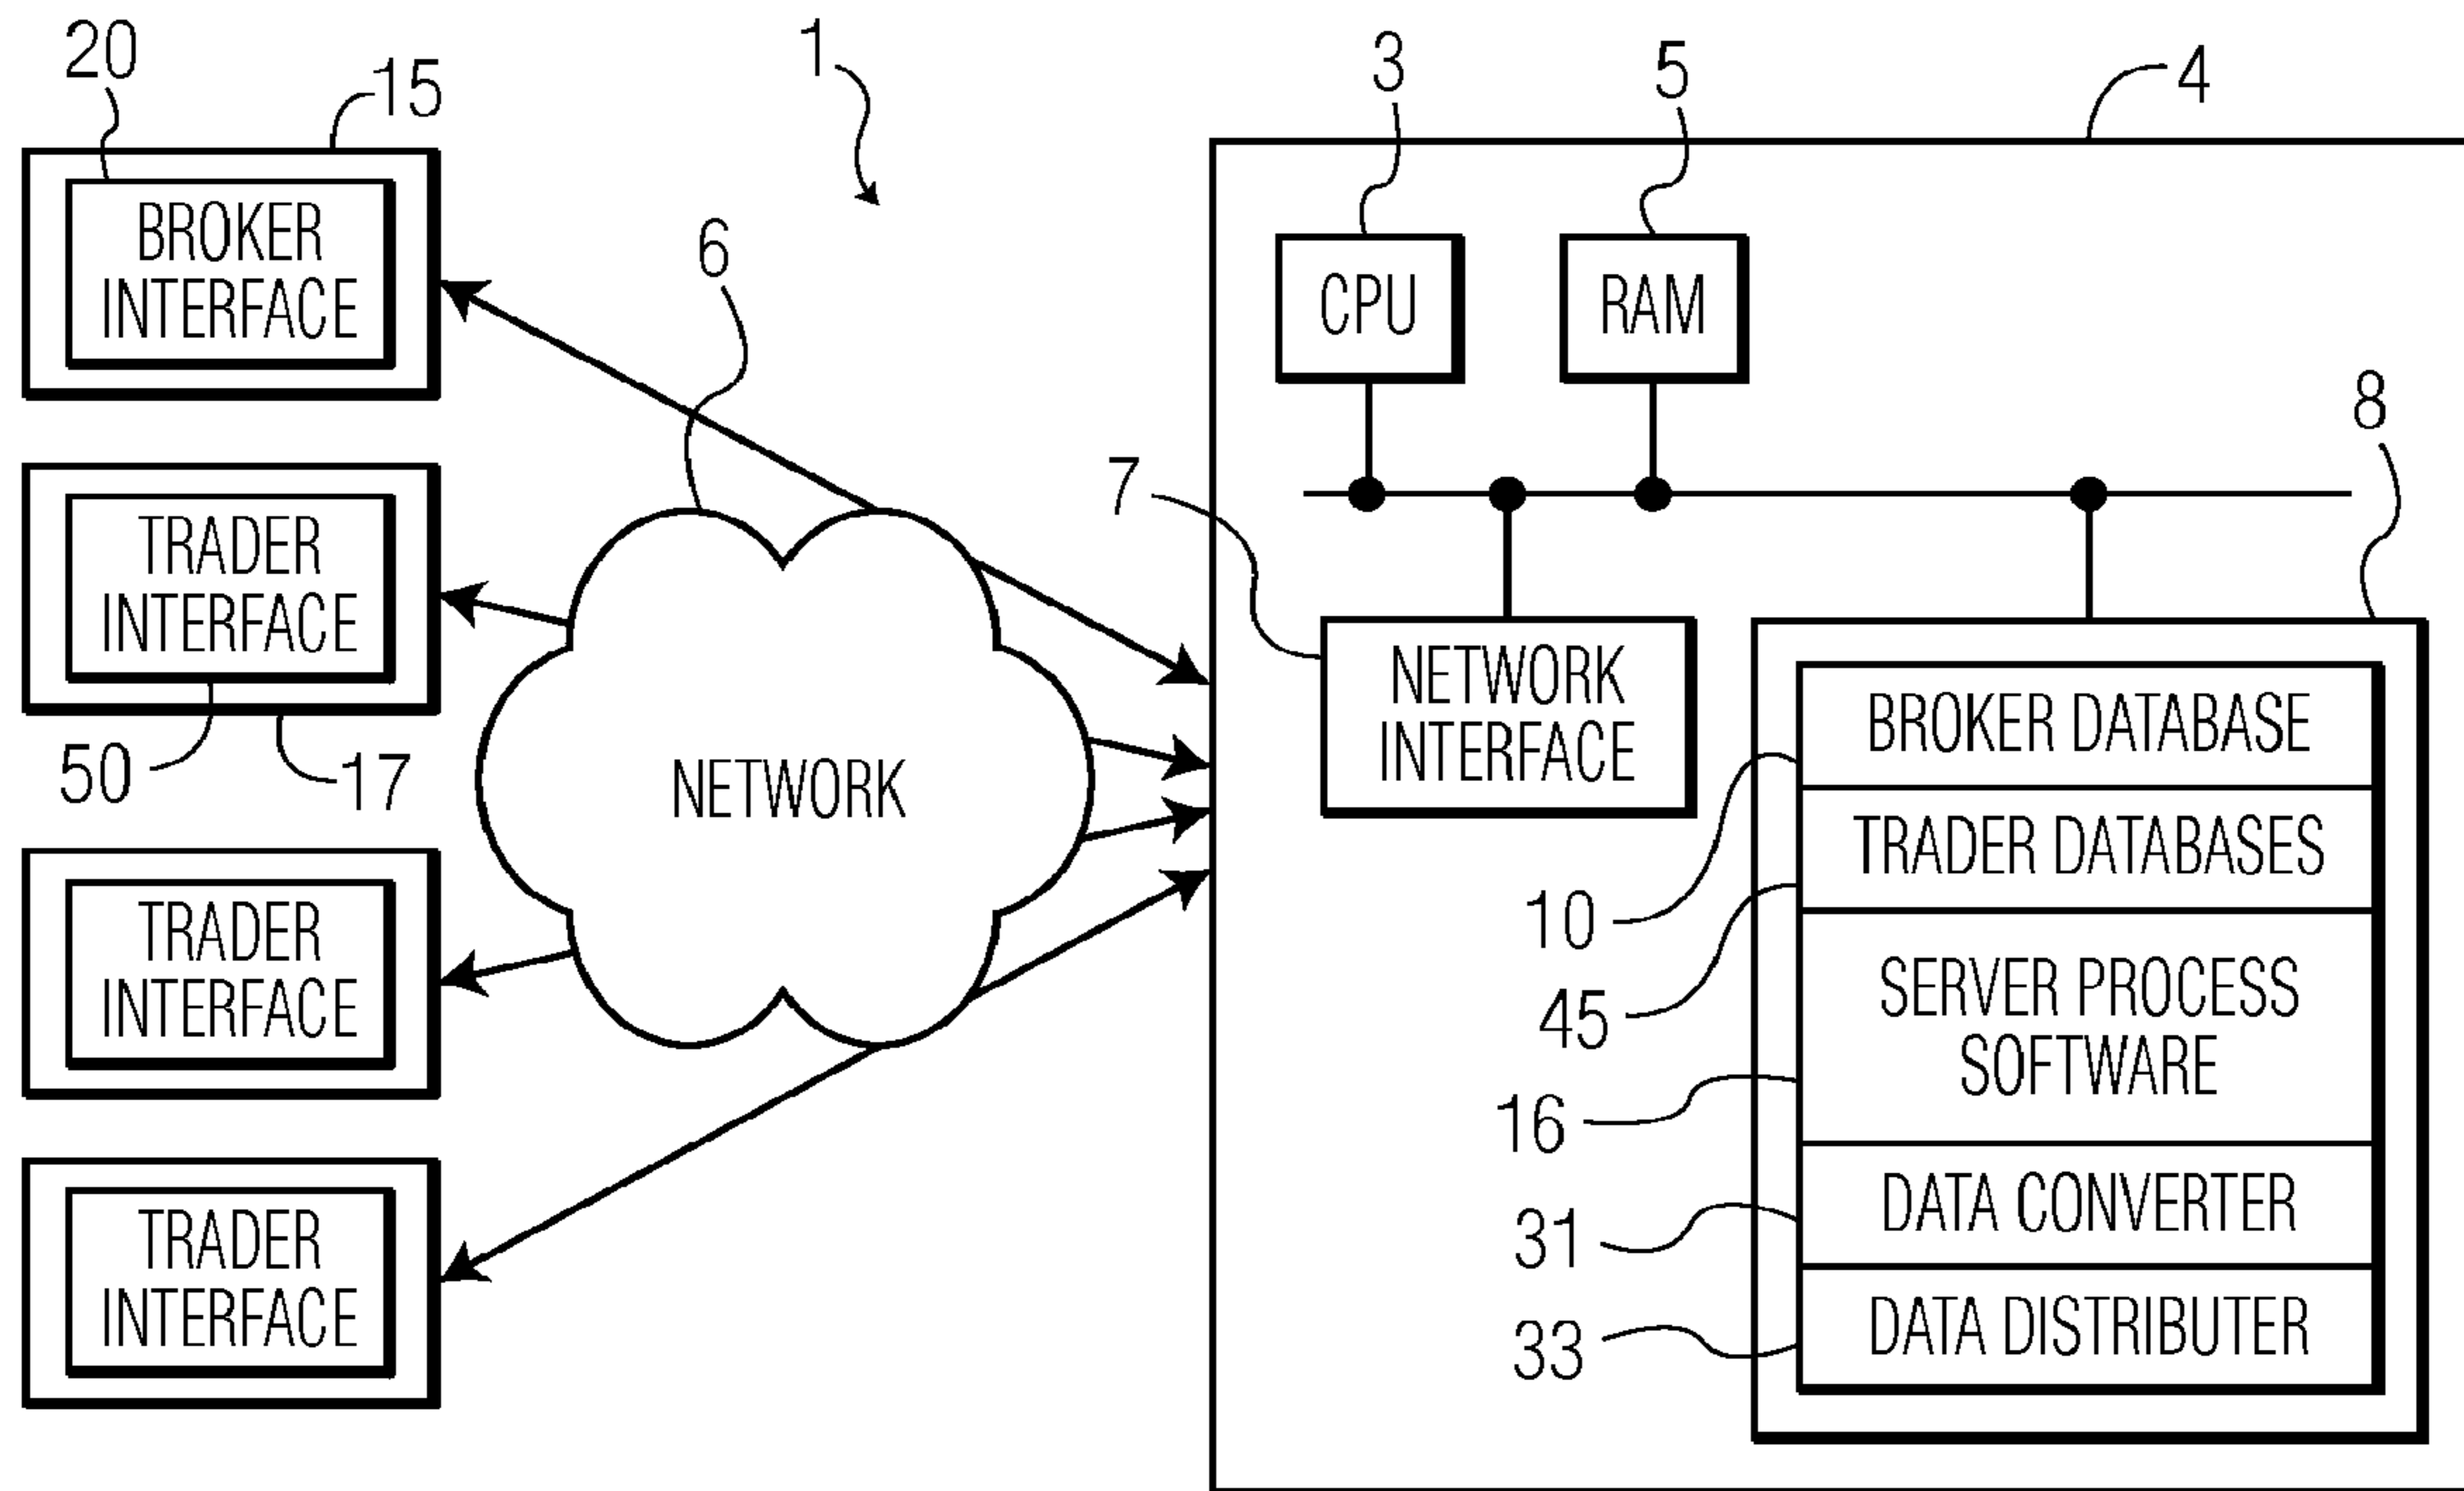 20
15
1
3
5
4
BROKER
INTERFACE
6
CPU
RAM
8
7
TRADER
INTERFACE
50
17
NETWORK
NETWORK
INTERFACE
BROKER DATABASE
TRADER DATABASES
10
45
SERVER PROCESS
SOFTWARE
16
TRADER
INTERFACE
DATA CONVERTER
31
DATA DISTRIBUTER
33
TRADER
INTERFACE